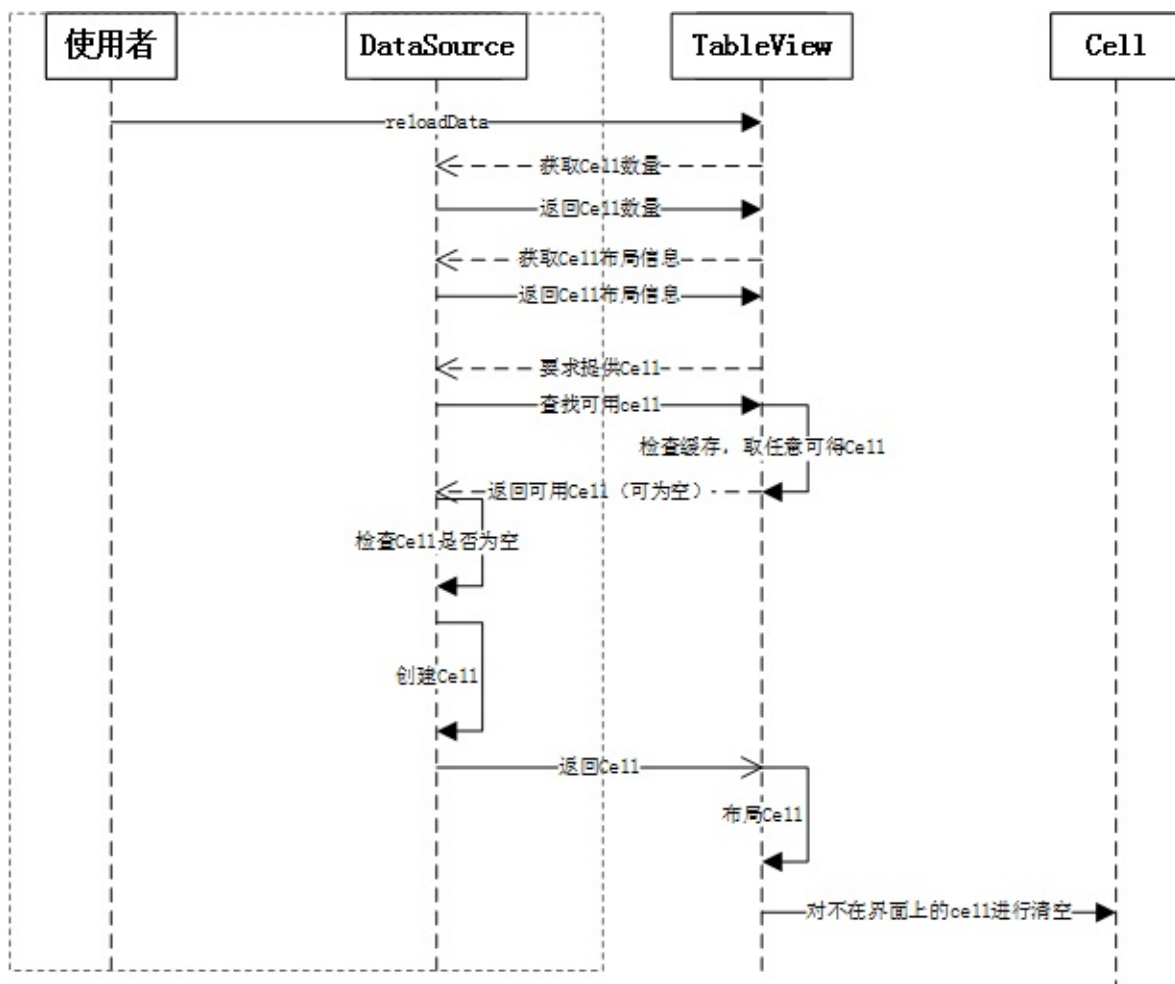 使用者
DataSource
TableView
Cell
reloadData
获取Cell数量
返回Cell数量
获取Cell布局信息
返回Cell布局信息
要求提供Cell
查找可用cell
检查缓存，取任意可得Cell
返回可用Cell（可为空）
检查Cell是否为空
创建Cell
返回Cell
布局Cell
对不在界面上的cell进行清空